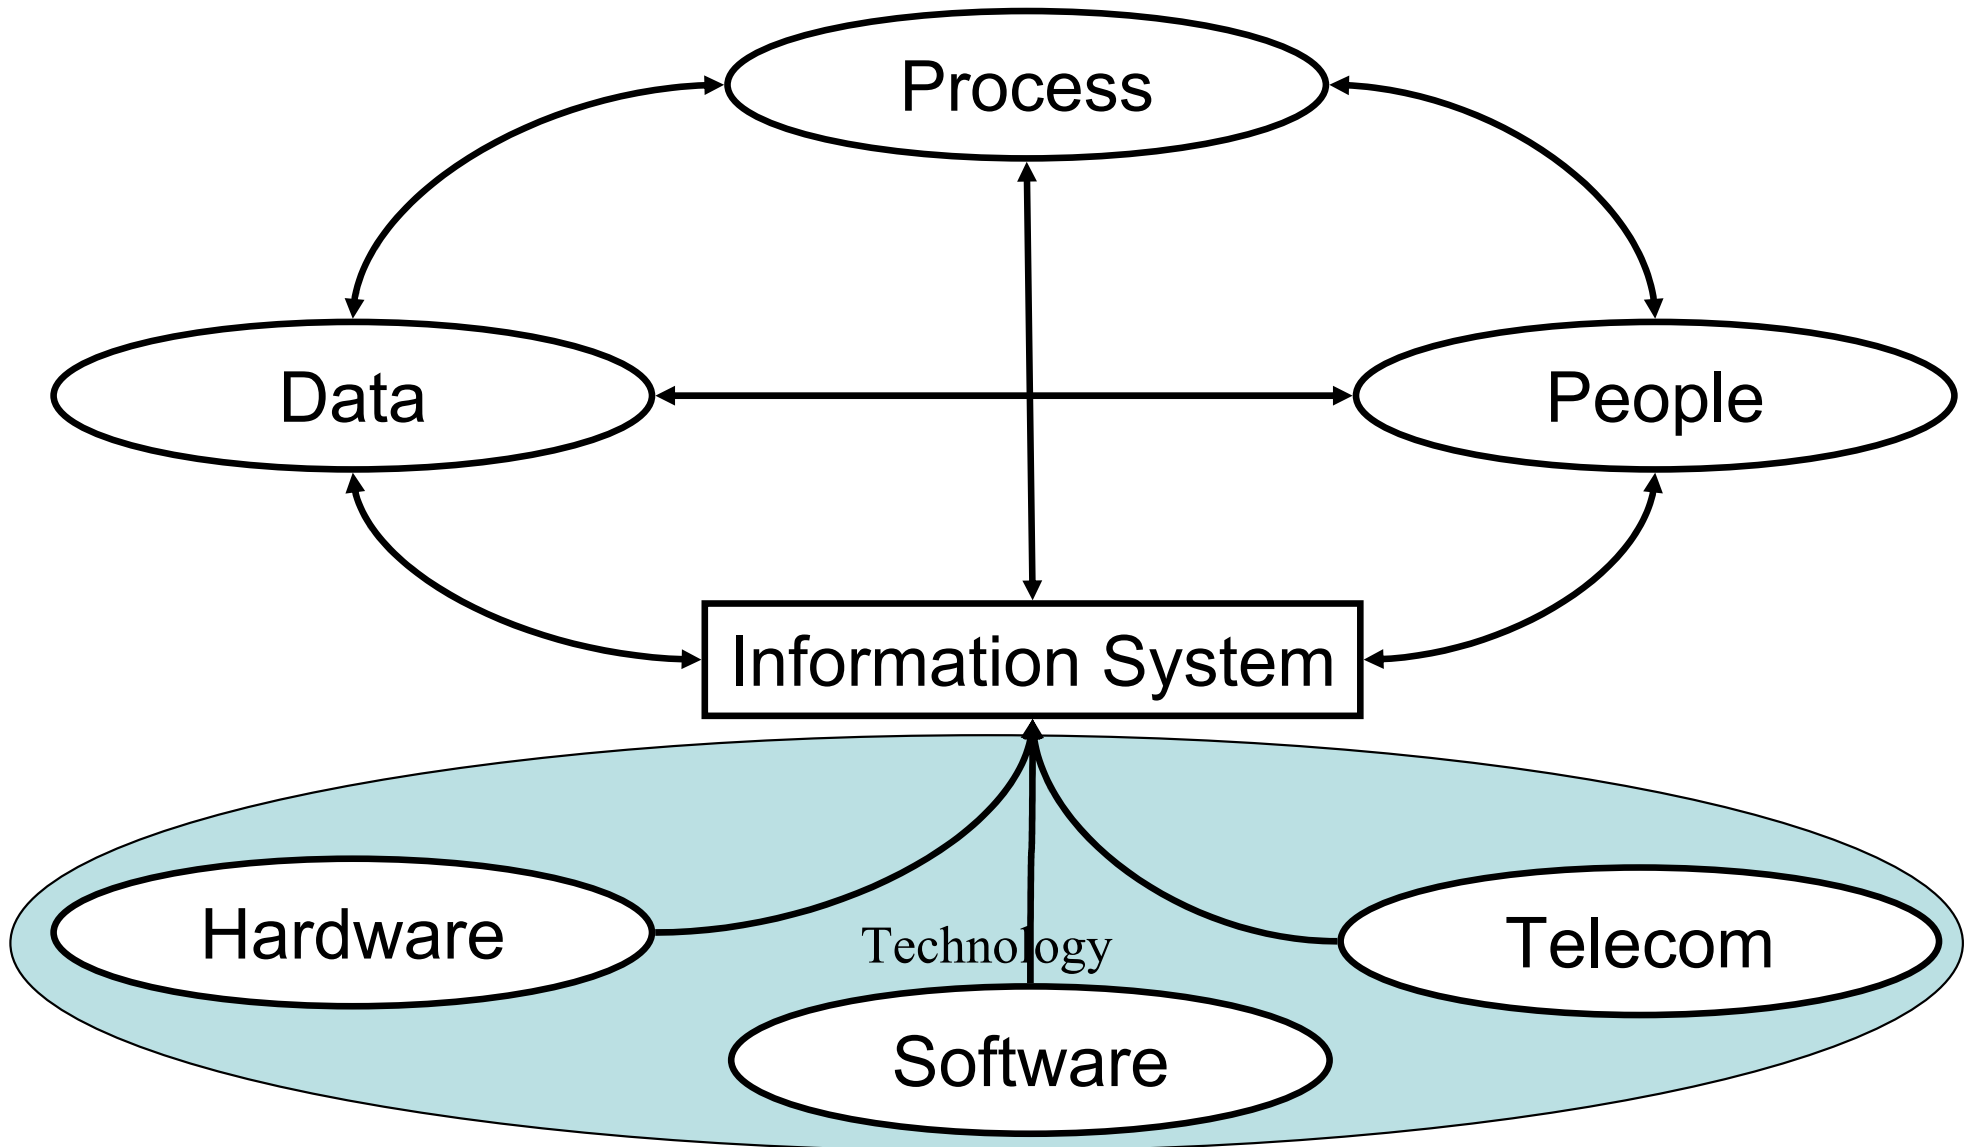 Process
Data
People
Information System
Hardware
Technology
Telecom
Software